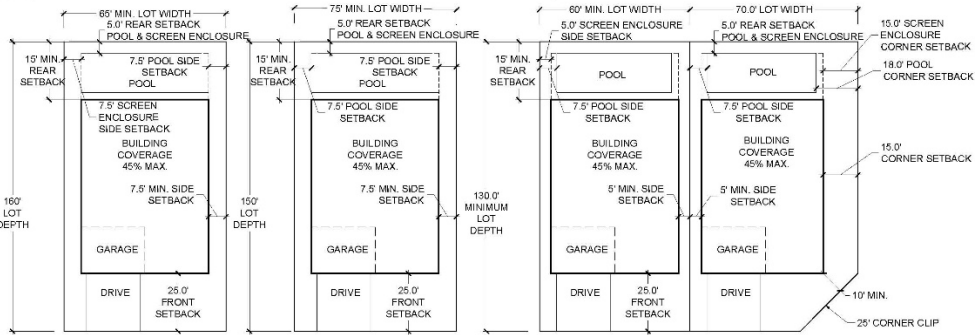 65' MIN. LOT WIDTH
5.0' REAR SETBACK
POOL & SCREEN ENCLOSURE
15' MIN.
REAR
SETBACK
7.5' POOL SIDE
SETBACK
POOL
7.5' SCREEN
ENCLOSURE
SIDE SETBACK
BUILDING
COVERAGE
45% MAX.
7.5' MIN. SIDE
SETBACK
160'
LOT
DEPTH
GARAGE
DRIVE
25.0'
FRONT
SETBACK
75' MIN. LOT WIDTH
5.0' REAR SETBACK
POOL & SCREEN ENCLOSURE
15' MIN.
REAR
SETBACK
7.5' POOL SIDE
SETBACK
POOL
7.5' POOL SIDE
SETBACK
BUILDING
COVERAGE
45% MAX.
7.5' MIN. SIDE
SETBACK
150'
LOT
DEPTH
GARAGE
DRIVE
25.0'
FRONT
SETBACK
60' MIN. LOT WIDTH
5.0' SCREEN ENCLOSURE
SIDE SETBACK
15' MIN.
REAR
SETBACK
POOL
7.5' POOL SIDE
SETBACK
BUILDING
COVERAGE
45% MAX.
5' MIN. SIDE
SETBACK
130.0'
MINIMUM
LOT
DEPTH
GARAGE
DRIVE
25.0'
FRONT
SETBACK
70.0' LOT WIDTH
5.0' REAR SETBACK
POOL & SCREEN ENCLOSURE
POOL
7.5' POOL SIDE
SETBACK
BUILDING
COVERAGE
45% MAX.
5' MIN. SIDE
SETBACK
GARAGE
DRIVE
15.0' SCREEN
ENCLOSURE
CORNER SETBACK
18.0' POOL
CORNER SETBACK
15.0'
CORNER SETBACK
10' MIN.
25' CORNER CLIP